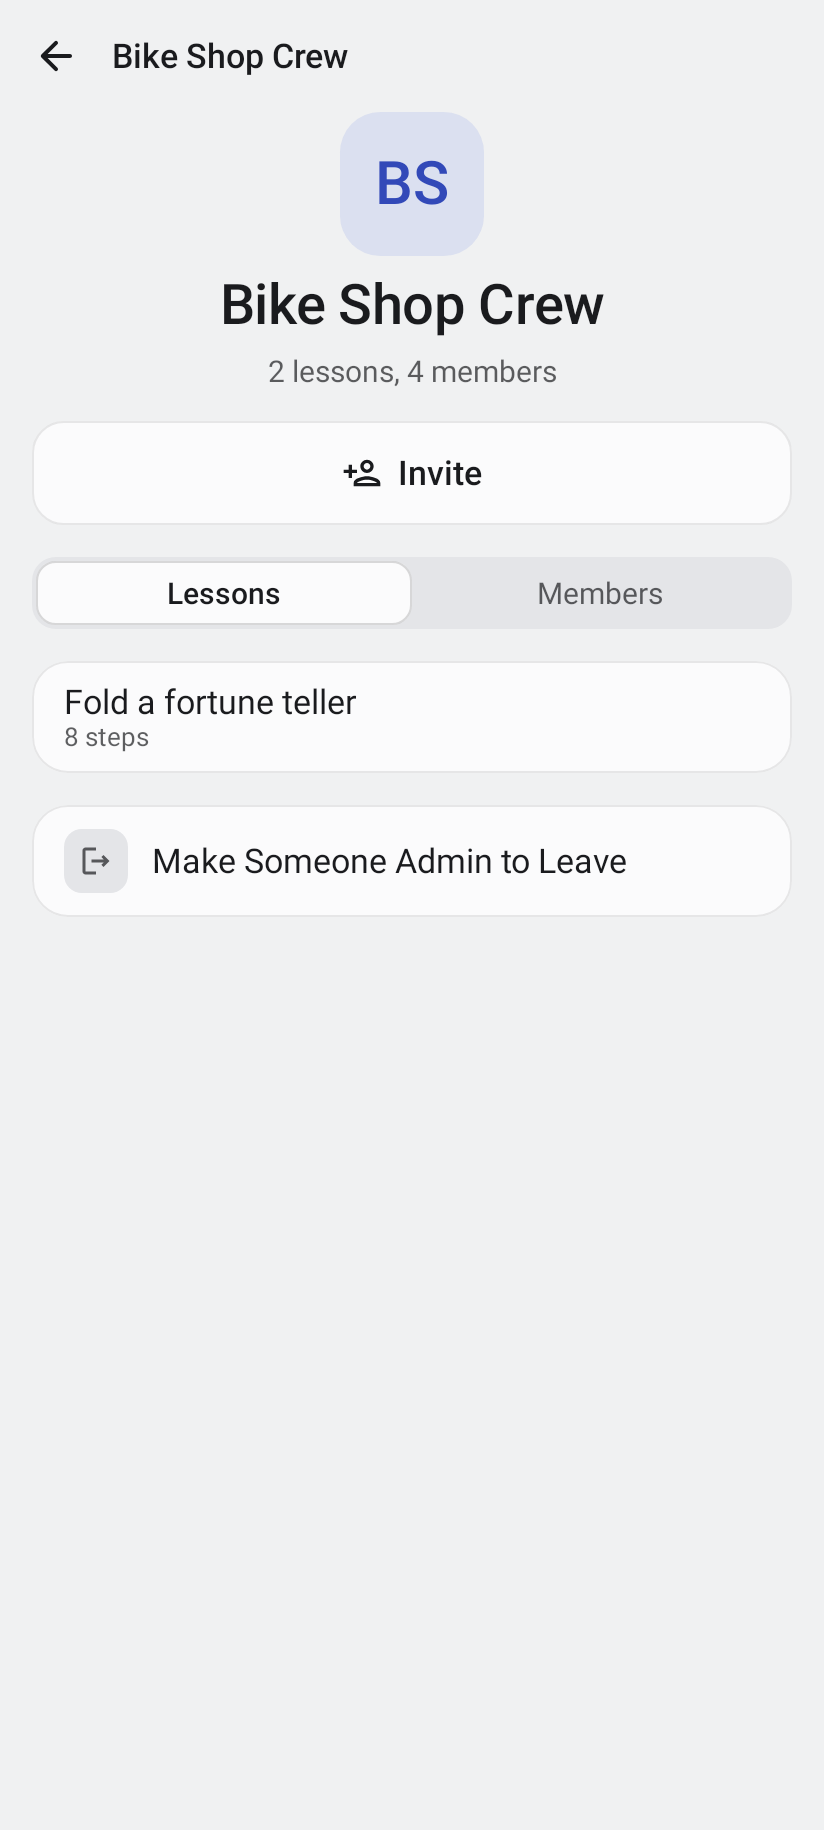 Bike Shop Crew
BS
Bike Shop Crew
2 lessons, 4 members
Invite
Lessons
Members
Fold a fortune teller
8 steps
Make Someone Admin to Leave